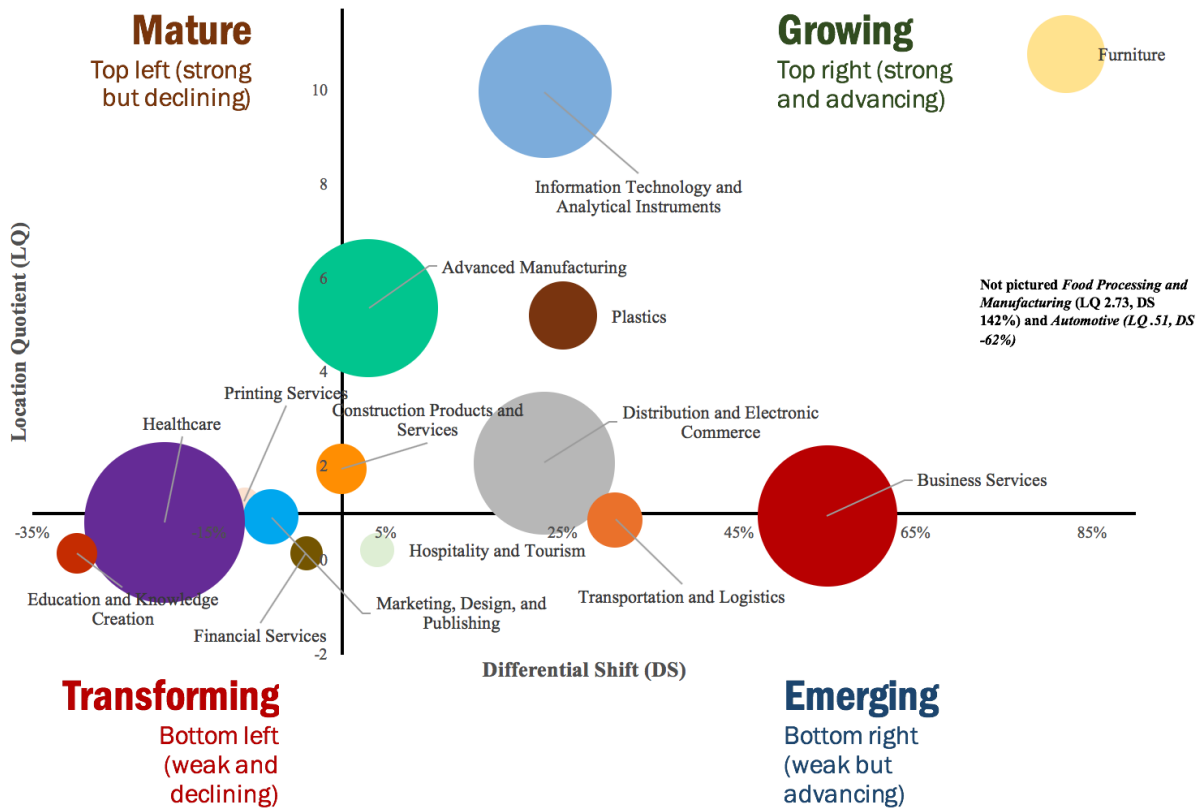 Mature
Top left (strong
but declining)
Growing
Top right (strong
and advancing)
Furniture
10
8
6
4
2
0
-2
Location Quotient (LQ)
Information Technology and
Analytical Instruments
Advanced Manufacturing
Plastics
Not pictured Food Processing and
Manufacturing (LQ 2.73, DS
142%) and Automotive (LQ .51, DS
-62%)
Printing Services
Construction Products and
Services
Healthcare
Distribution and Electronic
Commerce
Business Services
-35%
-15%
5%
25%
45%
65%
85%
Hospitality and Tourism
Education and Knowledge
Creation
Marketing, Design, and
Publishing
Transportation and Logistics
Financial Services
Differential Shift (DS)
Transforming
Bottom left
(weak and
declining)
Emerging
Bottom right
(weak but
advancing)